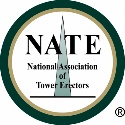 NATE
National Association
of
Tower Erectors
®